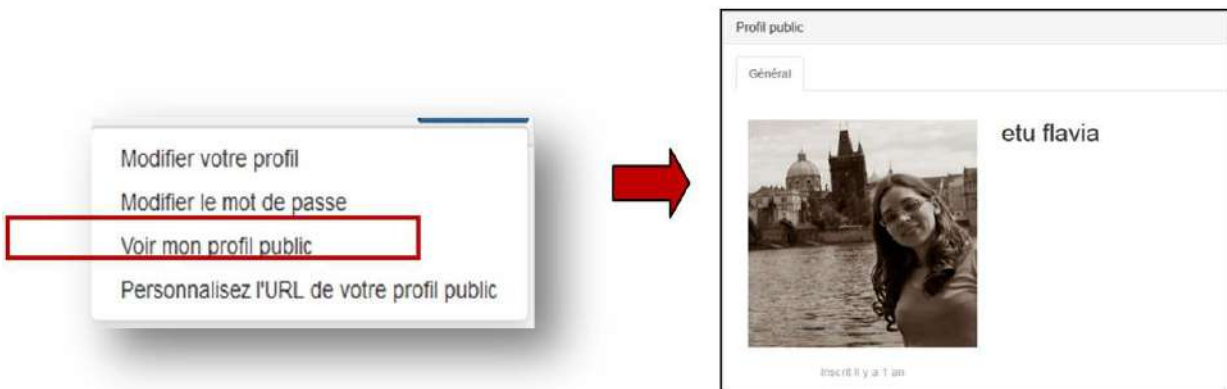 Modifier votre profil
Modifier le mot de passe
Voir mon profil public
Personnalisez l'URL de votre profil public
Profil public
Général
etu flavia
Inscrit il y a 1 an